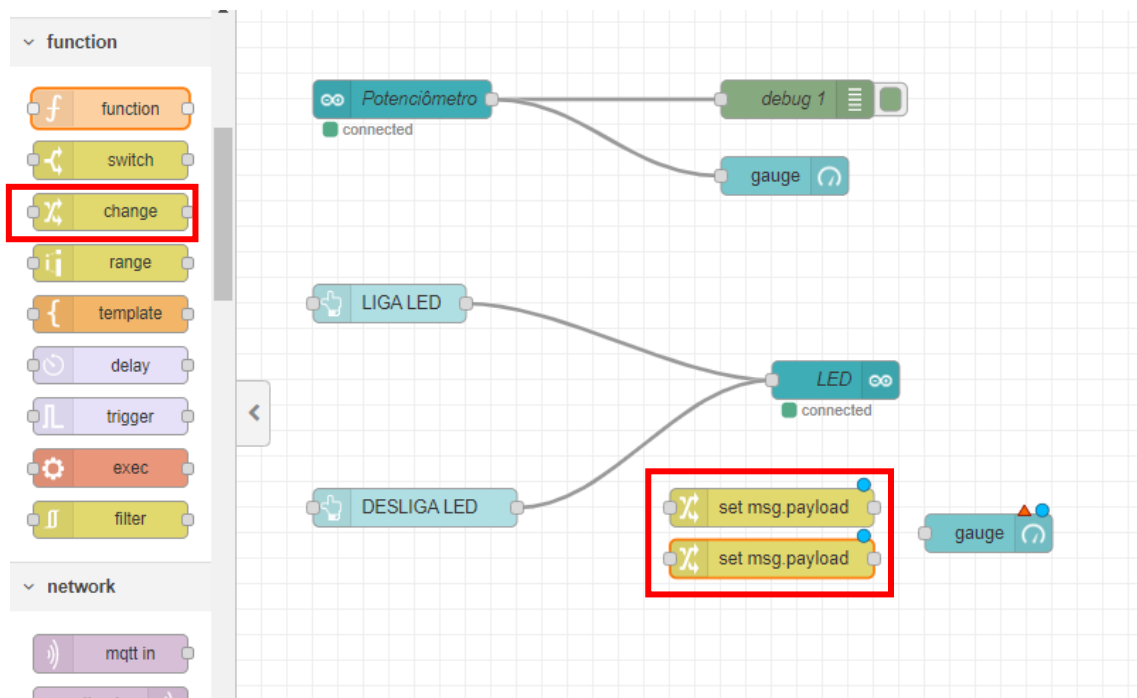 function
function
switch
change
range
template
delay
trigger
exec
filter
network
mqtt in
Potenciômetro
connected
debug 1
gauge
LIGA LED
LED
connected
DESLIGA LED
set msg.payload
set msg.payload
gauge